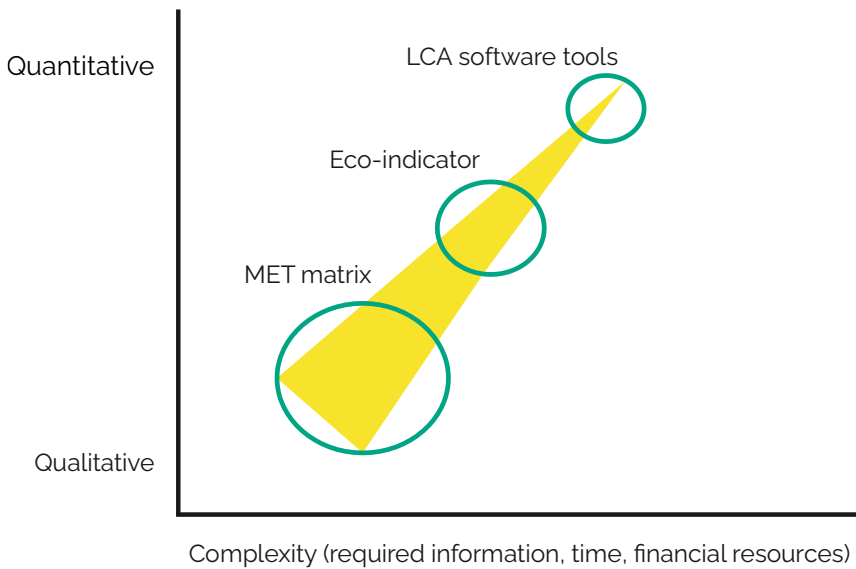 LCA software tools
Quantitative
Eco-indicator
MET matrix
Qualitative
Complexity (required information, time, financial resources)